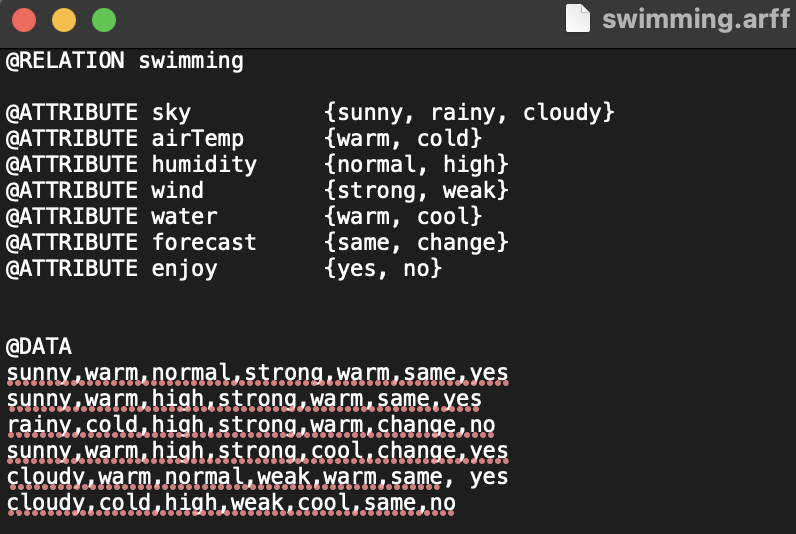 swimming.arff
@RELATION swimming
@ATTRIBUTE sky {sunny, rainy, cloudy}
@ATTRIBUTE airTemp {warm, cold}
@ATTRIBUTE humidity {normal, high}
@ATTRIBUTE wind {strong, weak}
@ATTRIBUTE water {warm, cool}
@ATTRIBUTE forecast {same, change}
@ATTRIBUTE enjoy {yes, no}
@DATA
sunny,warm,normal,strong,warm,same,yes
sunny,warm,high,strong,warm,same,yes
rainy,cold,high,strong,warm,change,no
sunny,warm,high,strong,cool,change,yes
cloudy,warm,normal,weak,warm,same, yes
cloudy,cold,high,weak,cool,same,no